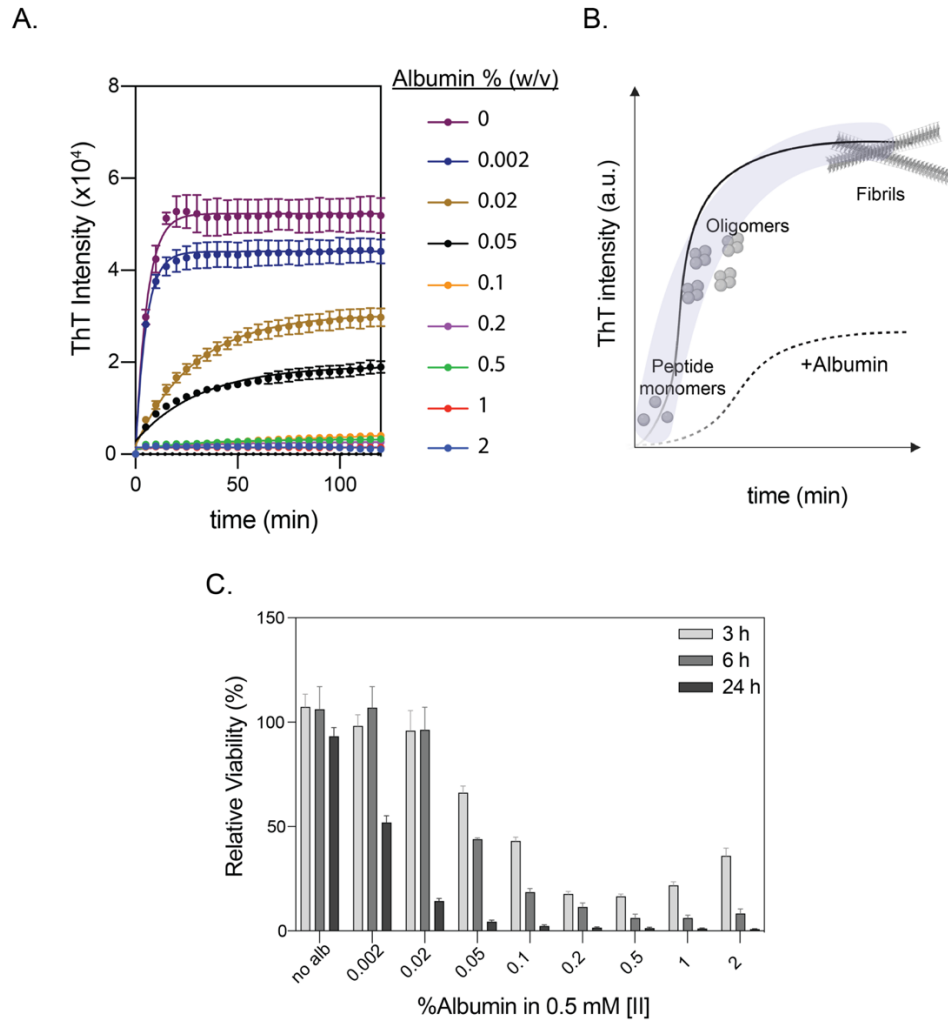 A.
ThT Intensity (x10⁴)
8
6
4
2
0
0
50
100
time (min)
Albumin % (w/v)
0
0.002
0.02
0.05
0.1
0.2
0.5
1
2
B.
ThT intensity (a.u.)
Fibrils
Oligomers
Peptide
monomers
+Albumin
time (min)
C.
Relative Viability (%)
150
100
50
0
3 h
6 h
24 h
no alb
0.002
0.02
0.05
0.1
0.2
0.5
1
2
%Albumin in 0.5 mM [II]